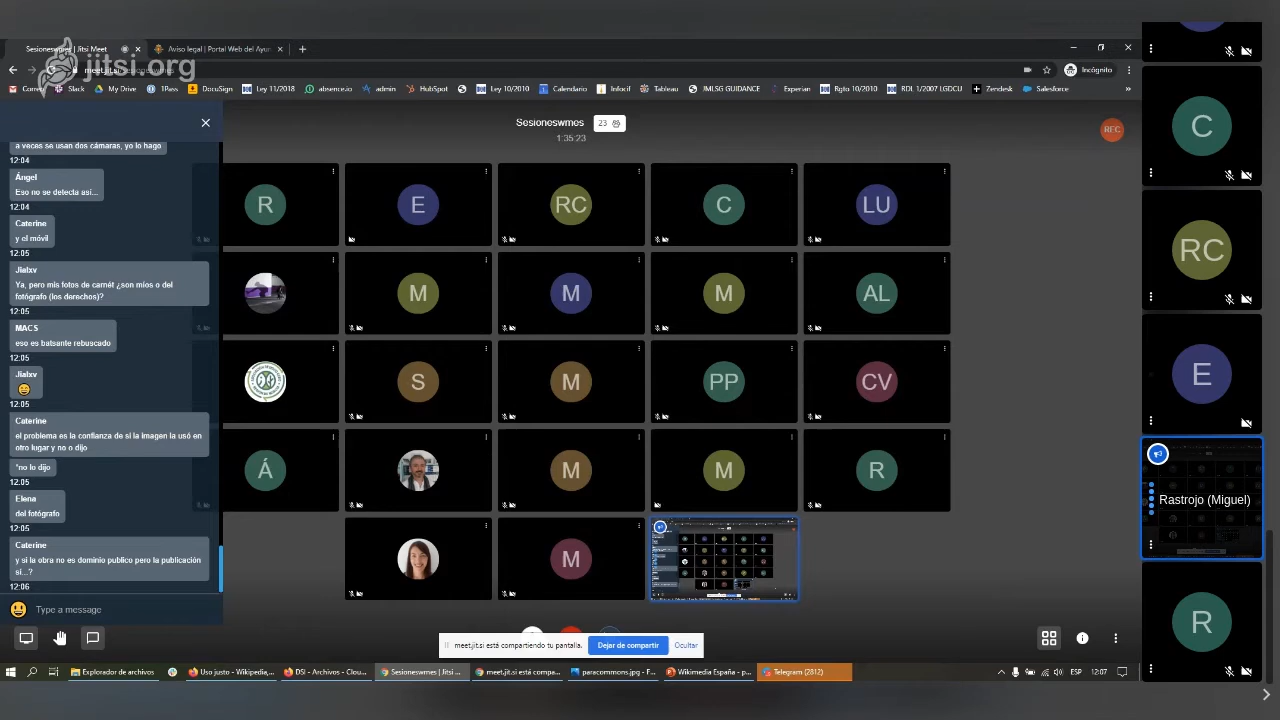 Sesioneswmes | Jitsi Meet
Aviso legal | Portal Web del Ayun
jitsi.org
Incógnito
Slack
My Drive
1Pass
DocuSign
Ley 11/2018
absence.io
admin
HubSpot
Ley 10/2010
Calendario
Infocif
Tableau
JMLSG GUIDANCE
Experian
Rgto 10/2010
RDL 1/2007 LGDCU
Zendesk
Salesforce
»
Sesioneswmes
23
1:35:23
REC
a veces se usan dos cámaras, yo lo hago
12:04
Ángel
Eso no se detecta así...
12:04
Caterine
y el móvil
12:05
Jialxv
Ya, pero mis fotos de carnét ¿son míos o del
fotógrafo (los derechos)?
12:05
MACS
eso es batsante rebuscado
12:05
Jialxv
12:05
Caterine
el problema es la confianza de si la imagen la usó en
otro lugar y no o dijo
*no lo dijo
12:05
Elena
del fotógrafo
12:05
Caterine
y si la obra no es dominio publico pero la publicación
sí...?
12:06
Type a message
R
E
RC
C
LU
M
M
M
AL
S
M
PP
CV
Á
M
M
R
M
C
RC
E
Rastrojo (Miguel)
R
meet.jit.si está compartiendo tu pantalla.
Dejar de compartir
Ocultar
Explorador de archivos
Uso justo - Wikipedia,...
DSI - Archivos - Clou...
Sesioneswmes | Jitsi ...
meet.jit.si está compa...
paracommons.jpg - F...
Wikimedia España - p...
Telegram (2812)
ESP
12:07